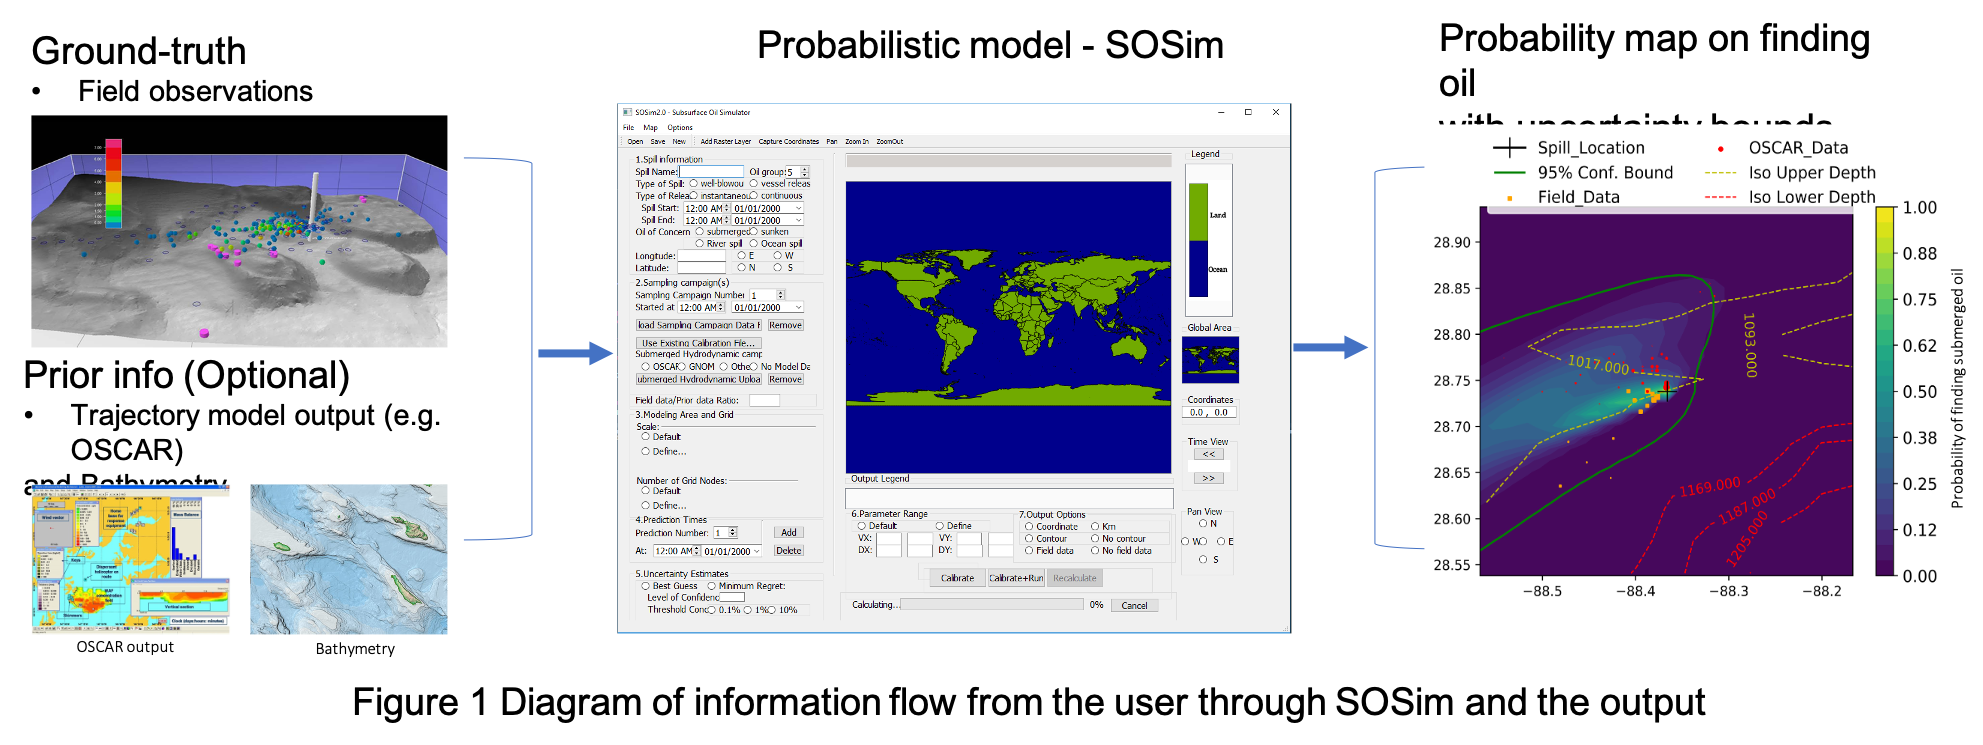 Ground-truth
• Field observations
Prior info (Optional)
• Trajectory model output (e.g.
OSCAR)
and Bathymetry
OSCAR output
Bathymetry
Probabilistic model - SOSim
SOSim2.0 - Subsurface Oil Simulator
File Map Options
Open Save New Add Raster Layer Capture Coordinates Pan Zoom In ZoomOut
1.Spill information
Spill Name: Oil group: 5
Type of Spill: well-blowou vessel releas
Type of Relea instantaneou continuous
Spill Start: 12:00 AM 01/01/2000
Spill End: 12:00 AM 01/01/2000
Oil of Concern submerged sunken
River spill Ocean spill
Longitude: E W
Latitude: N S
2.Sampling campaign(s)
Sampling Campaign Number 1
Started at 12:00 AM 01/01/2000
load Sampling Campaign Data F Remove
Use Existing Calibration File...
Submerged Hydrodynamic camp
OSCAR GNOM Othe No Model Da
ubmerged Hydrodynamic Uploa Remove
Field data/Prior data Ratio:
3.Modeling Area and Grid
Scale:
Default
Define...
Number of Grid Nodes:
Default
Define...
4.Prediction Times
Prediction Number: 1 Add
At: 12:00 AM 01/01/2000 Delete
5.Uncertainty Estimates
Best Guess Minimum Regret:
Level of Confidenc
Threshold Conc 0.1% 1% 10%
Legend
Land
Ocean
Global Area
Coordinates
0.0 , 0.0
Time View
<<
>>
Pan View
N
W E
S
Output Legend
6.Parameter Range
Default Define
VX: VY:
DX: DY:
7.Output Options
Coordinate Km
Contour No contour
Field data No field data
Calibrate Calibrate+Run Recalculate
Calculating... 0% Cancel
Probability map on finding
oil
with uncertainty bounds
Spill_Location OSCAR_Data
95% Conf. Bound Iso Upper Depth
Field_Data Iso Lower Depth
28.90
28.85
28.80
28.75
28.70
28.65
28.60
28.55
−88.5 −88.4 −88.3 −88.2
1017.000
1093.000
1169.000
1187.000
1205.000
1.00
0.88
0.75
0.62
0.50
0.38
0.25
0.12
0.00
Probability of finding submerged oil
Figure 1 Diagram of information flow from the user through SOSim and the output